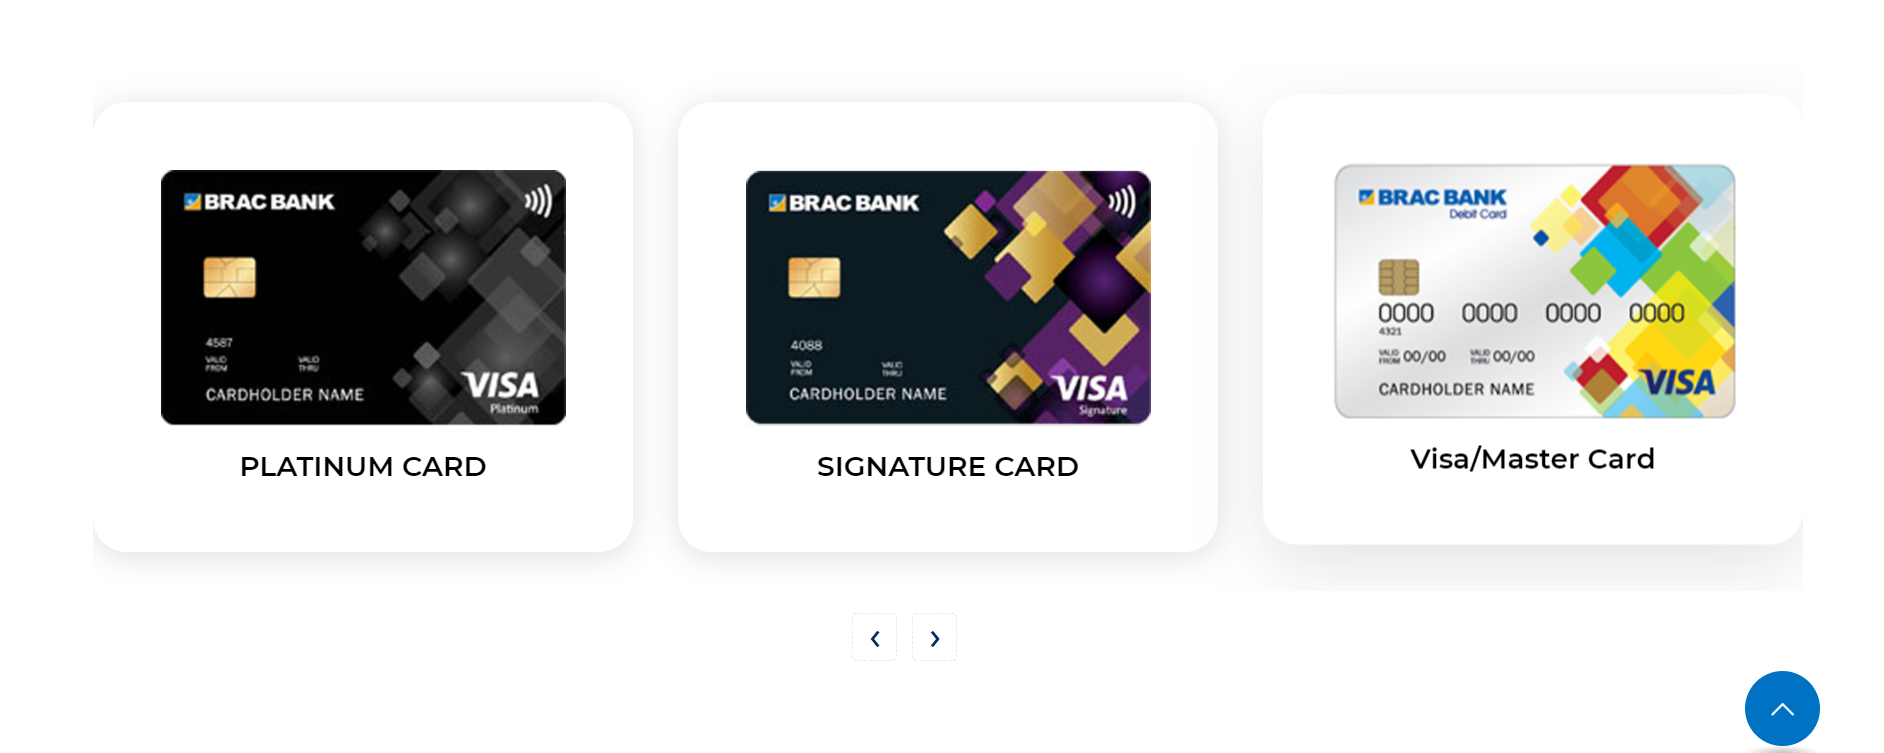 BRAC BANK
4587
VALID FROM
VALID THRU
CARDHOLDER NAME
VISA
Platinum
PLATINUM CARD
BRAC BANK
4088
VALID FROM
VALID THRU
CARDHOLDER NAME
VISA
Signature
SIGNATURE CARD
BRAC BANK
Debit Card
0000 0000 0000 0000
4321
VALID FROM 00/00 VALID THRU 00/00
CARDHOLDER NAME
VISA
Visa/Master Card